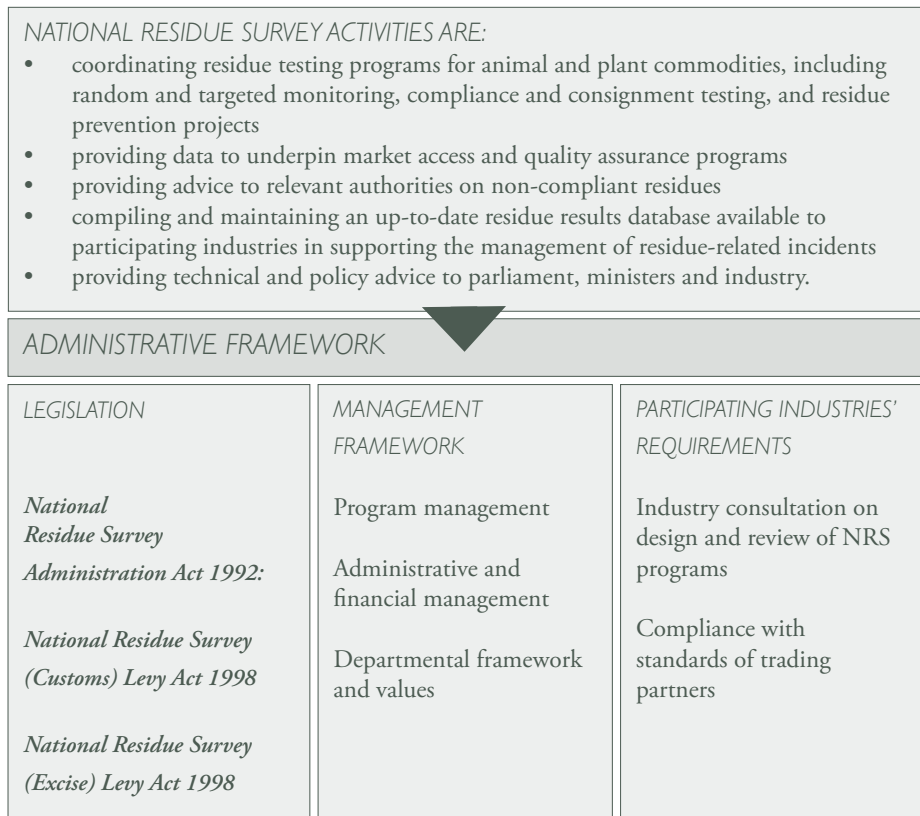 NATIONAL RESIDUE SURVEY ACTIVITIES ARE:
• coordinating residue testing programs for animal and plant commodities, including
random and targeted monitoring, compliance and consignment testing, and residue
prevention projects
• providing data to underpin market access and quality assurance programs
• providing advice to relevant authorities on non-compliant residues
• compiling and maintaining an up-to-date residue results database available to
participating industries in supporting the management of residue-related incidents
• providing technical and policy advice to parliament, ministers and industry.
ADMINISTRATIVE FRAMEWORK
LEGISLATION
National
Residue Survey
Administration Act 1992:
National Residue Survey
(Customs) Levy Act 1998
National Residue Survey
(Excise) Levy Act 1998
MANAGEMENT
FRAMEWORK
Program management
Administrative and
financial management
Departmental framework
and values
PARTICIPATING INDUSTRIES’
REQUIREMENTS
Industry consultation on
design and review of NRS
programs
Compliance with
standards of trading
partners